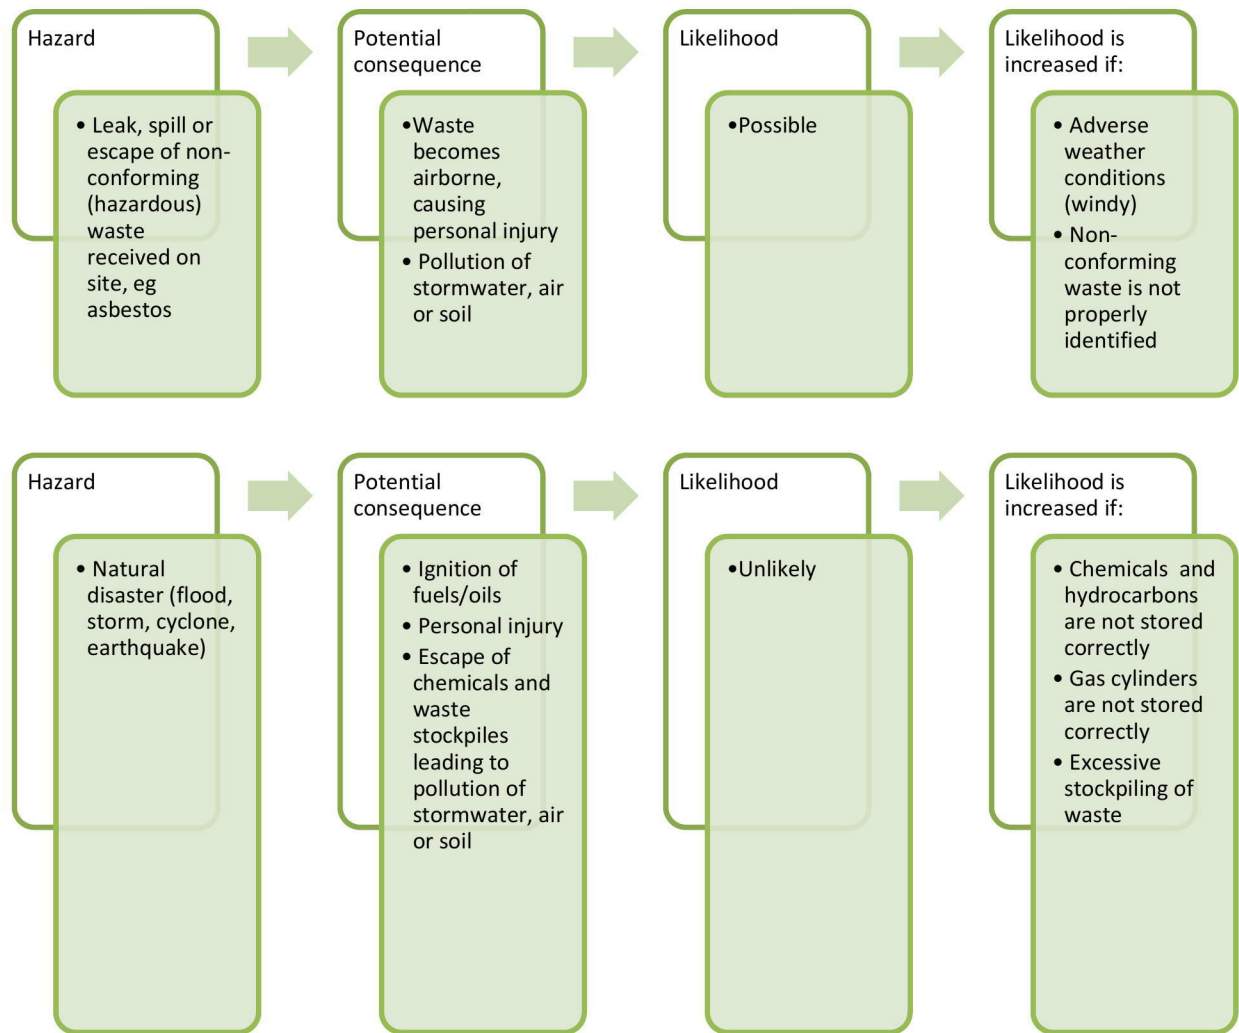 Hazard
• Leak, spill or
escape of non-
conforming
(hazardous)
waste
received on
site, eg
asbestos
Potential
consequence
•Waste
becomes
airborne,
causing
personal injury
• Pollution of
stormwater, air
or soil
Likelihood
•Possible
Likelihood is
increased if:
• Adverse
weather
conditions
(windy)
• Non-
conforming
waste is not
properly
identified
Hazard
• Natural
disaster (flood,
storm, cyclone,
earthquake)
Potential
consequence
• Ignition of
fuels/oils
• Personal injury
• Escape of
chemicals and
waste
stockpiles
leading to
pollution of
stormwater, air
or soil
Likelihood
•Unlikely
Likelihood is
increased if:
• Chemicals and
hydrocarbons
are not stored
correctly
• Gas cylinders
are not stored
correctly
• Excessive
stockpiling of
waste